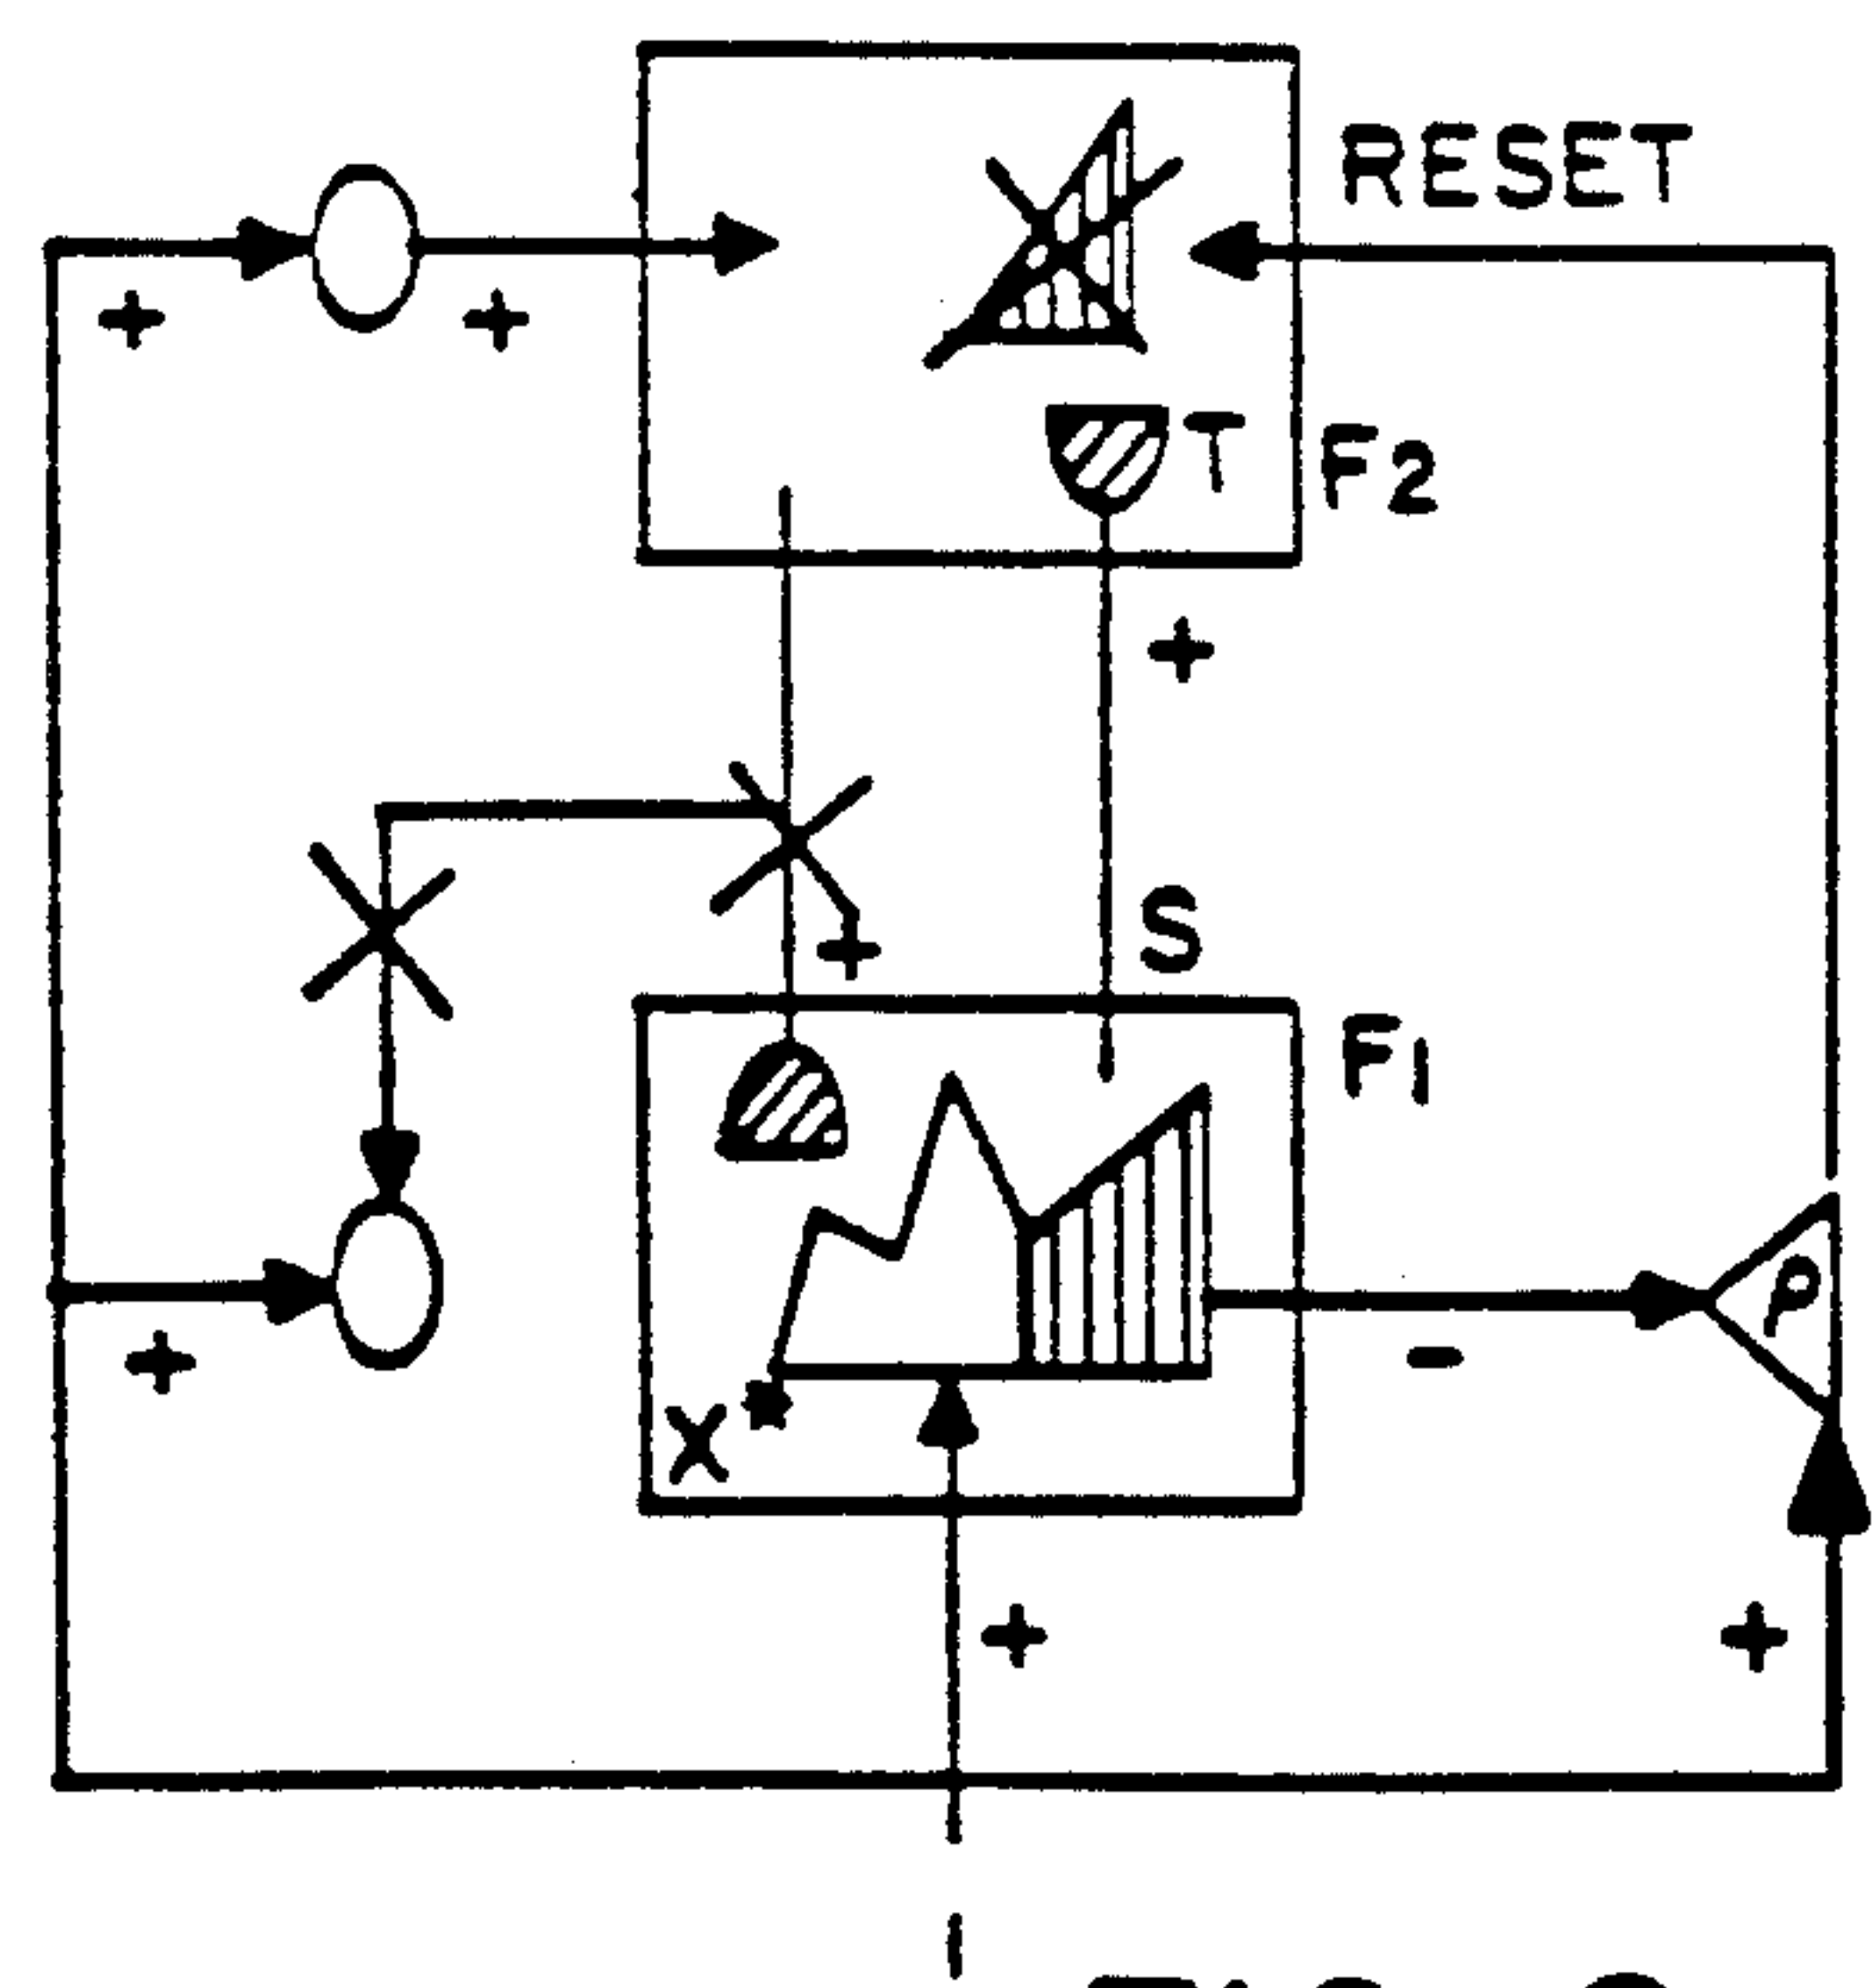 RESET
+ +
T F2
+
S
+
F1
ρ
+ -
X
+ +
I